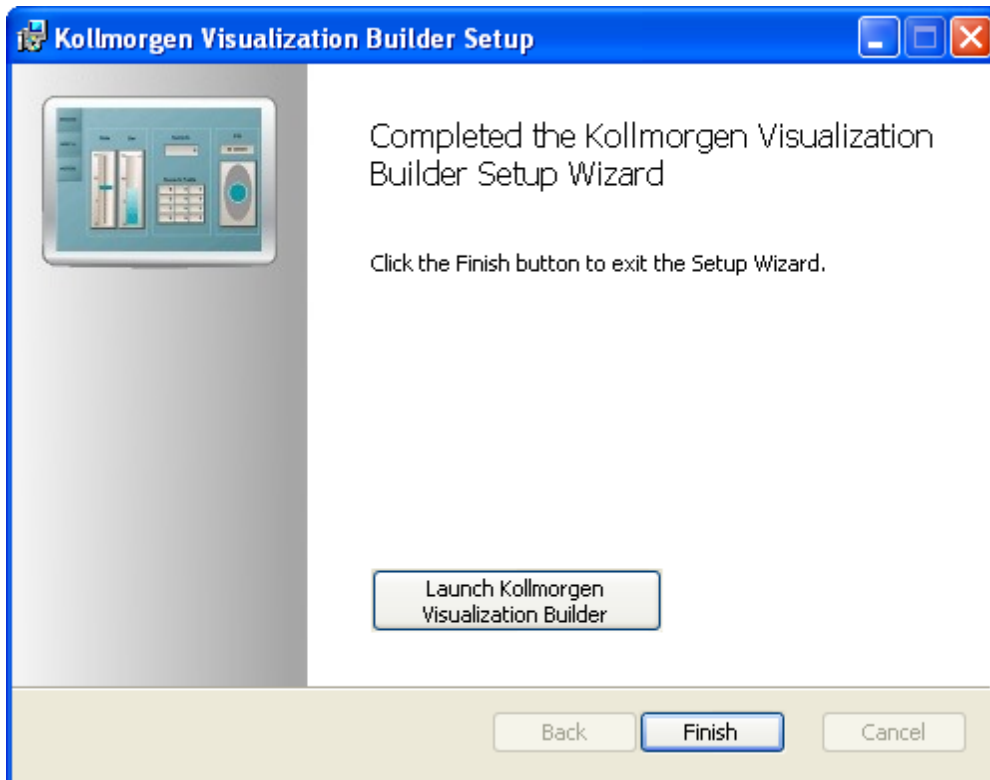 Kollmorgen Visualization Builder Setup
Completed the Kollmorgen Visualization
Builder Setup Wizard
Click the Finish button to exit the Setup Wizard.
Launch Kollmorgen
Visualization Builder
Back Finish Cancel